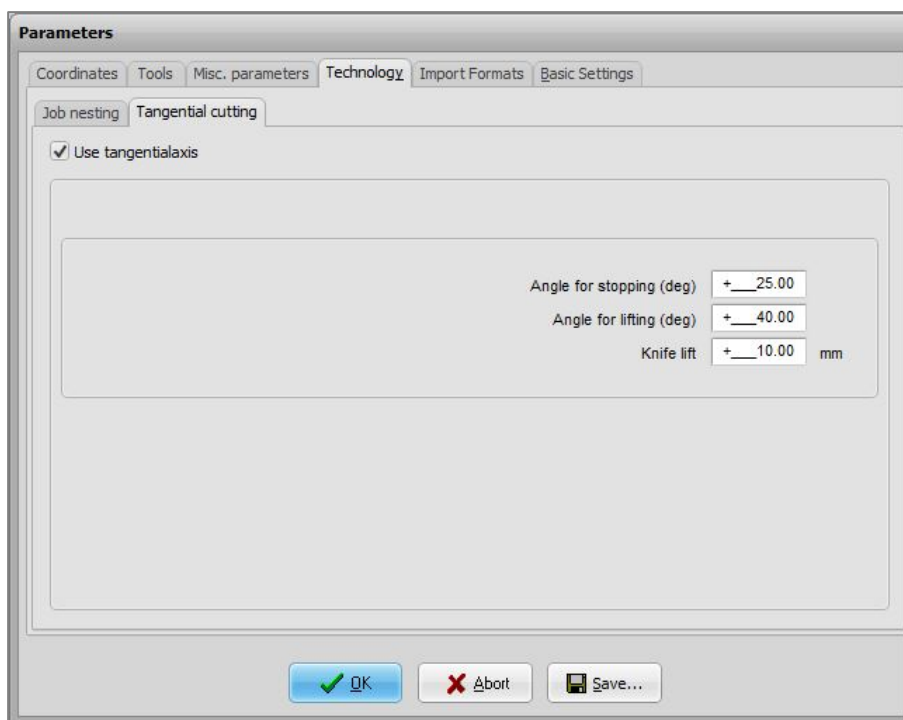 Parameters
Coordinates Tools Misc. parameters Technology Import Formats Basic Settings
Job nesting Tangential cutting
Use tangentialaxis
Angle for stopping (deg) +___25.00
Angle for lifting (deg) +___40.00
Knife lift +___10.00 mm
OK Abort Save...